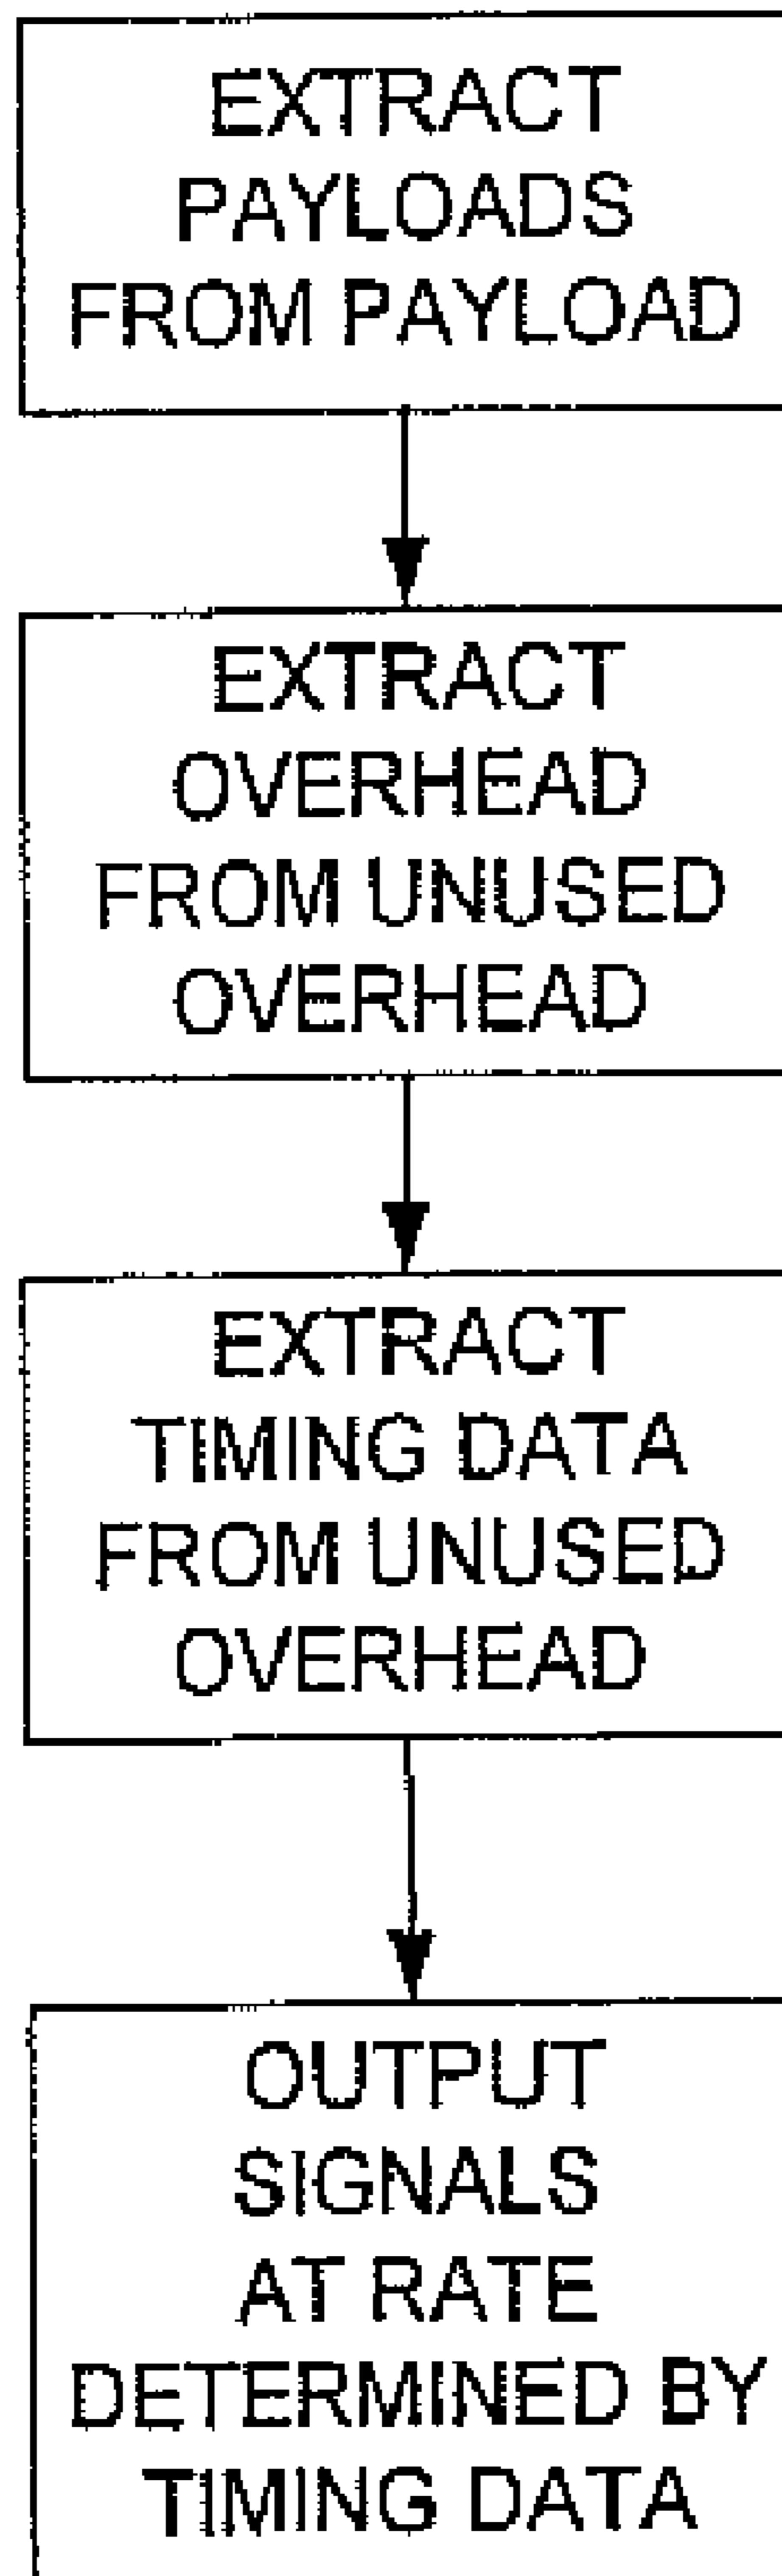 EXTRACT
PAYLOADS
FROM PAYLOAD
EXTRACT
OVERHEAD
FROM UNUSED
OVERHEAD
EXTRACT
TIMING DATA
FROM UNUSED
OVERHEAD
OUTPUT
SIGNALS
AT RATE
DETERMINED BY
TIMING DATA